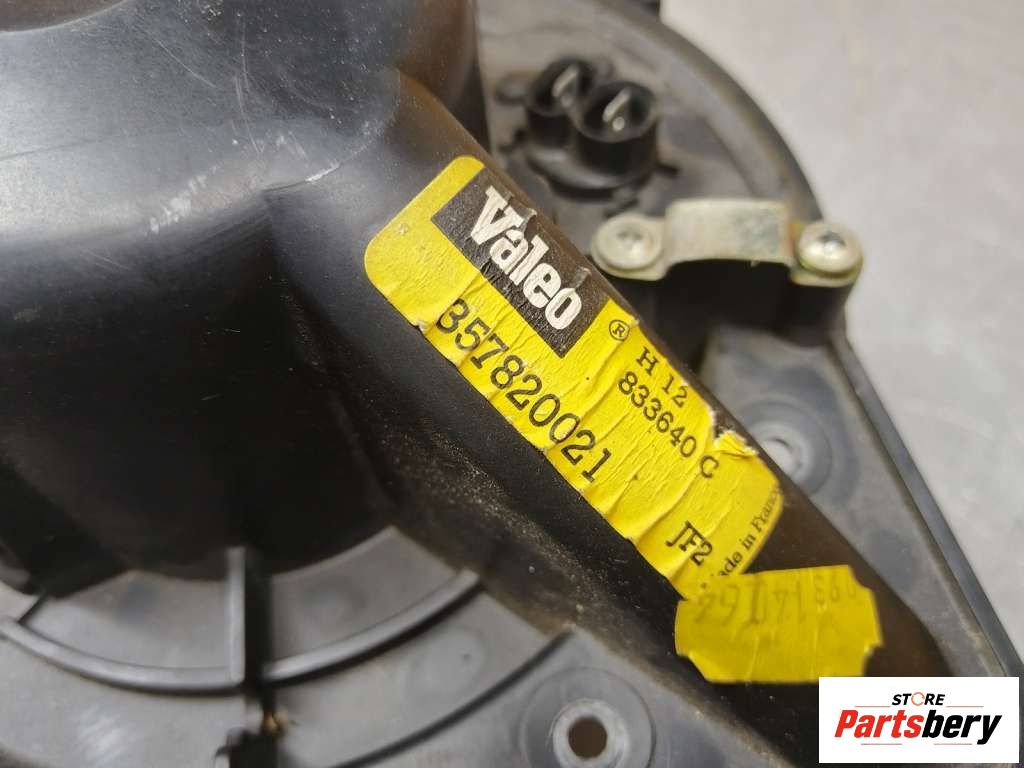 Valeo ®
357820021
H 12
833640 C
JF2
Made in France
STORE
Partsbery